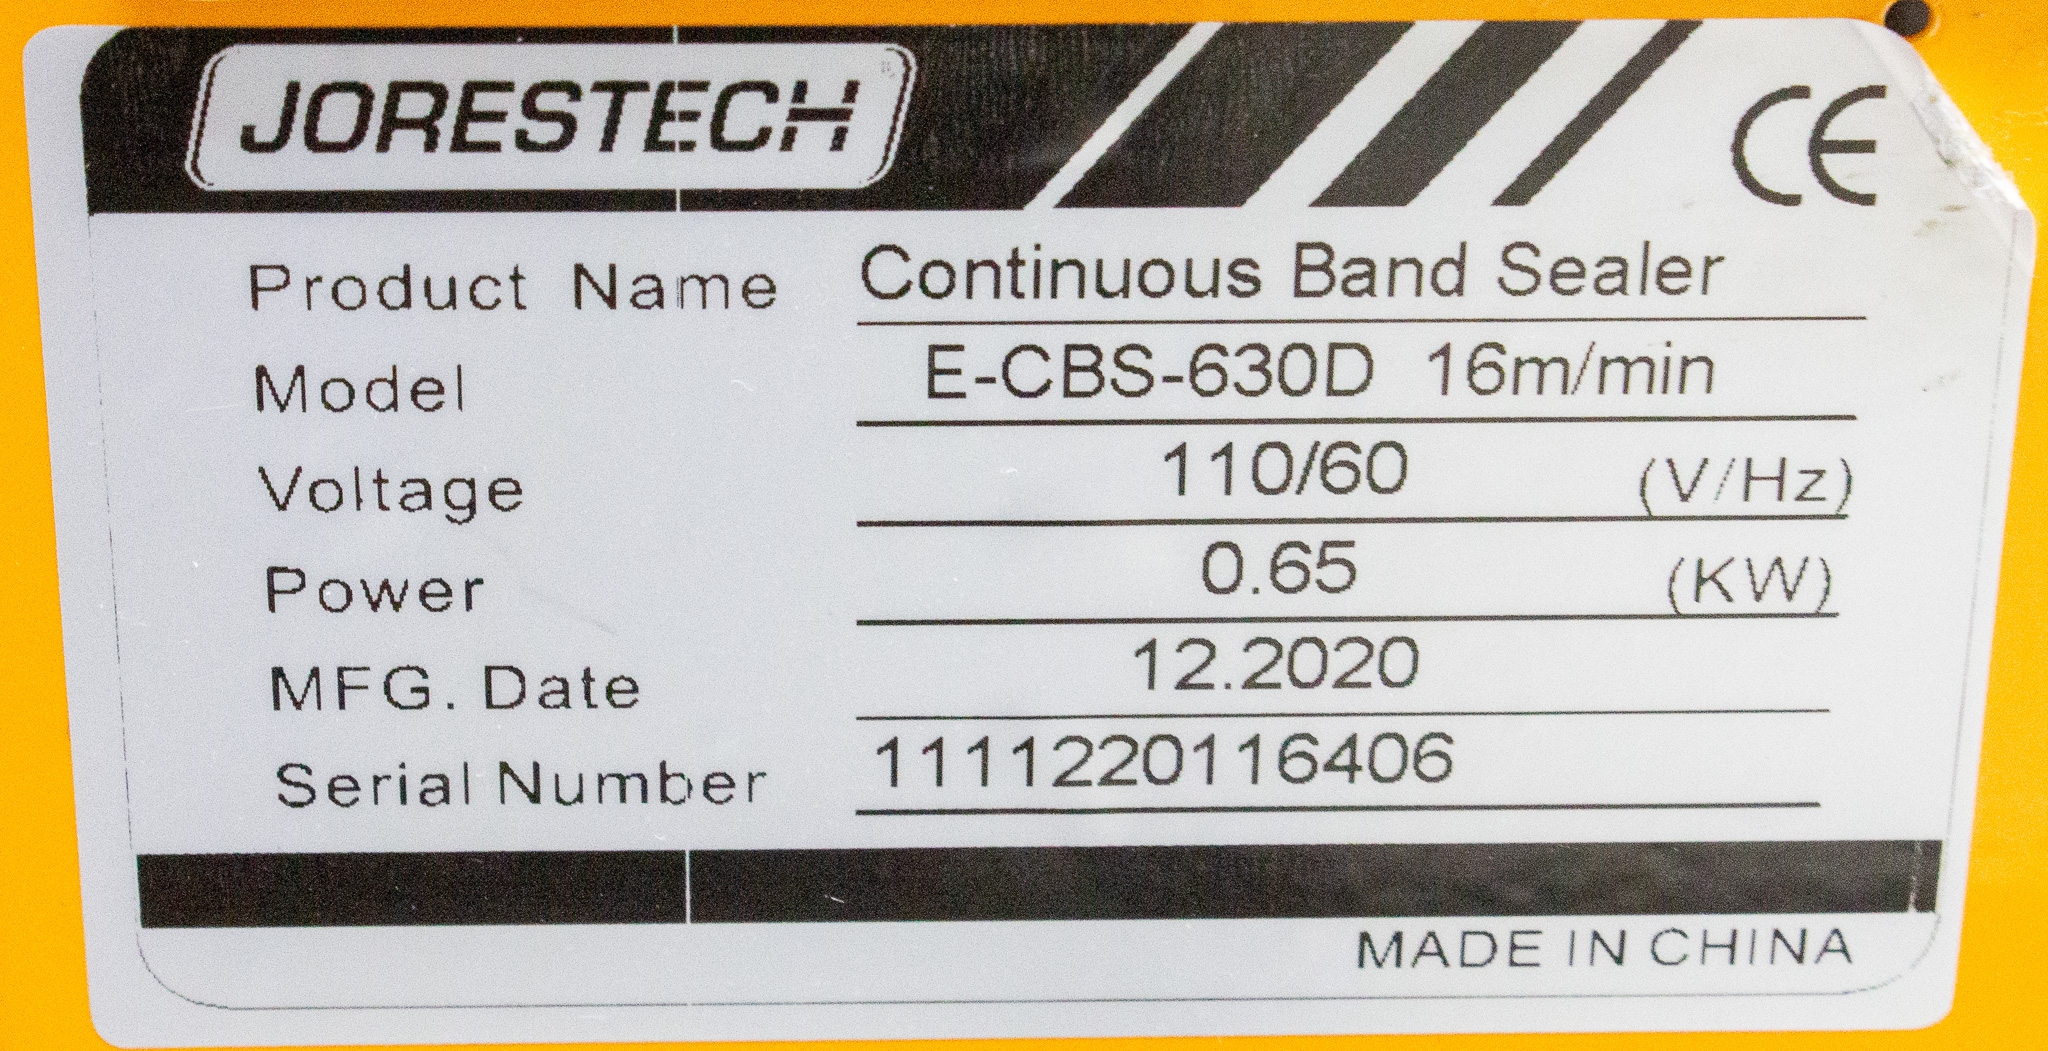 JORESTECH
CE
Product Name Continuous Band Sealer
Model E-CBS-630D 16m/min
Voltage 110/60 (V/Hz)
Power 0.65 (KW)
MFG. Date 12.2020
Serial Number 1111220116406
MADE IN CHINA